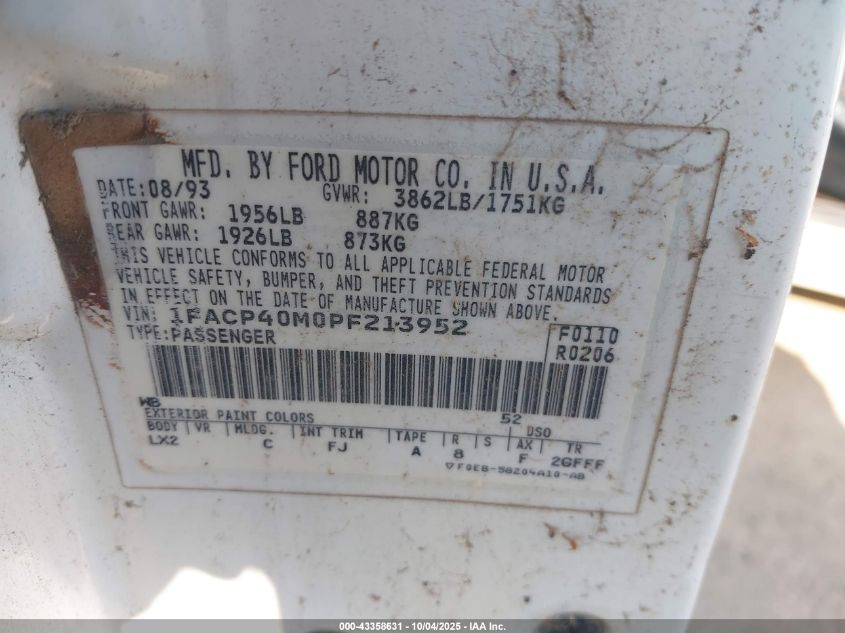 MFD. BY FORD MOTOR CO. IN U.S.A.
DATE: 08/93 GVWR: 3862LB/1751KG
FRONT GAWR: 1956LB 887KG
REAR GAWR: 1926LB 873KG
THIS VEHICLE CONFORMS TO ALL APPLICABLE FEDERAL MOTOR
VEHICLE SAFETY, BUMPER, AND THEFT PREVENTION STANDARDS
IN EFFECT ON THE DATE OF MANUFACTURE SHOWN ABOVE.
VIN: 1FACP40M0PF213952
TYPE: PASSENGER
F0110
R0206
WB 52
EXTERIOR PAINT COLORS DSO
BODY VR MLDG. INT TRIM TAPE R S AX TR
LX2 C FJ A 8 F 2GFFF
▽F0EB-58204A10-AB
000-43358631 - 10/04/2025 - IAA Inc.